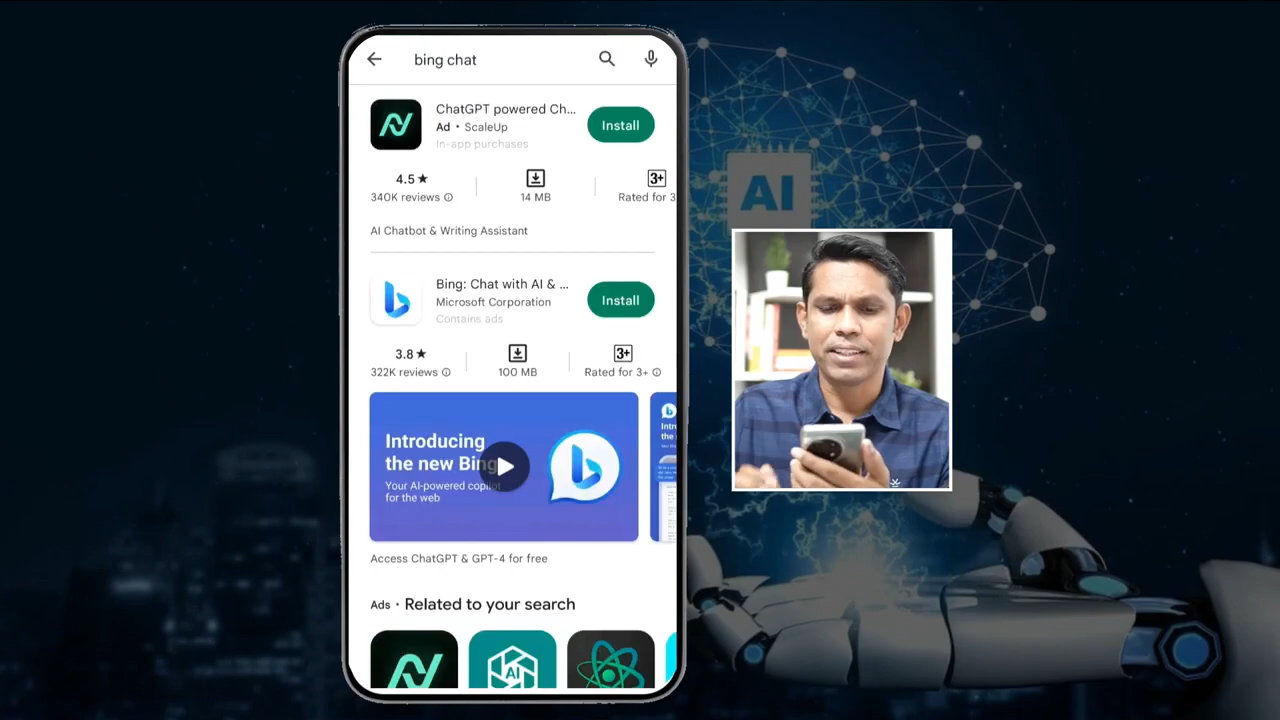 bing chat
ChatGPT powered Ch...
Ad • ScaleUp
Install
In-app purchases
4.5★
340K reviews
14 MB
3+
Rated for 3
AI Chatbot & Writing Assistant
Bing: Chat with AI & ...
Microsoft Corporation
Install
Contains ads
3.8★
322K reviews
100 MB
3+
Rated for 3+
Introducing
the new Bing
Your AI-powered copilot
for the web
Access ChatGPT & GPT-4 for free
Ads • Related to your search
AI
AI